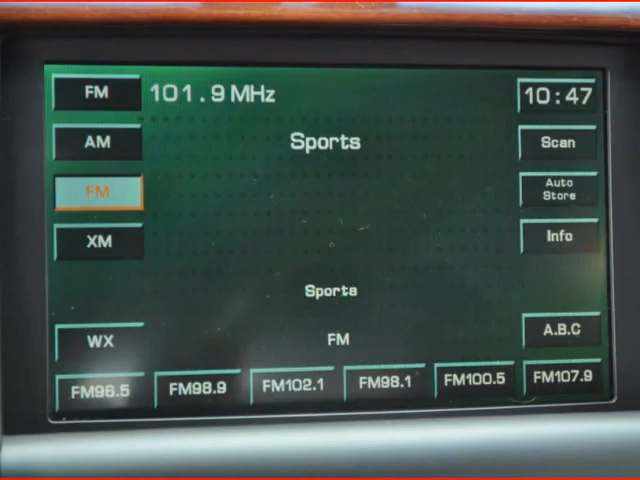 FM 101.9 MHz 10:47
AM Sports Scan
FM Auto
Store
XM Info
Sports
WX FM A.B.C
FM96.5 FM98.9 FM102.1 FM98.1 FM100.5 FM107.9